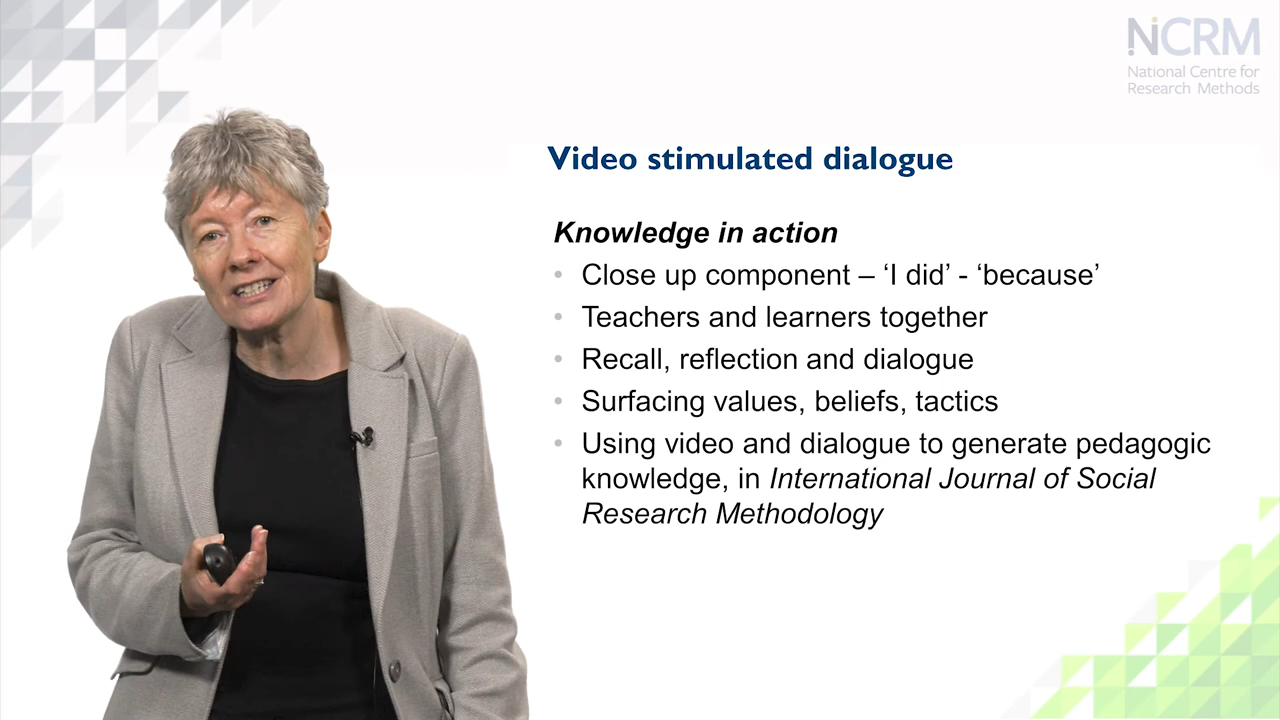 NCRM
National Centre for
Research Methods
Video stimulated dialogue
Knowledge in action
• Close up component – ‘I did’ - ‘because’
• Teachers and learners together
• Recall, reflection and dialogue
• Surfacing values, beliefs, tactics
• Using video and dialogue to generate pedagogic
knowledge, in International Journal of Social
Research Methodology